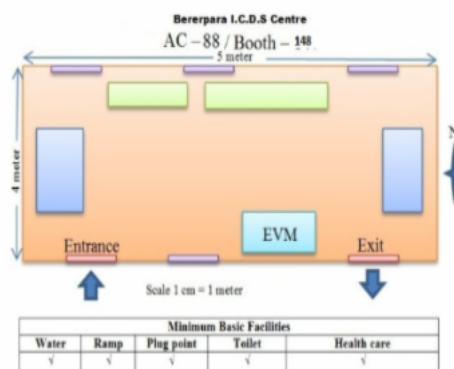 Bererpara I.C.D.S Centre
AC – 88 / Booth – 148
5 meter
4 meter
N
EVM
Entrance
Exit
Scale 1 cm = 1 meter
Minimum Basic Facilities
Water Ramp Plug point Toilet Health care
√ √ √ √ √